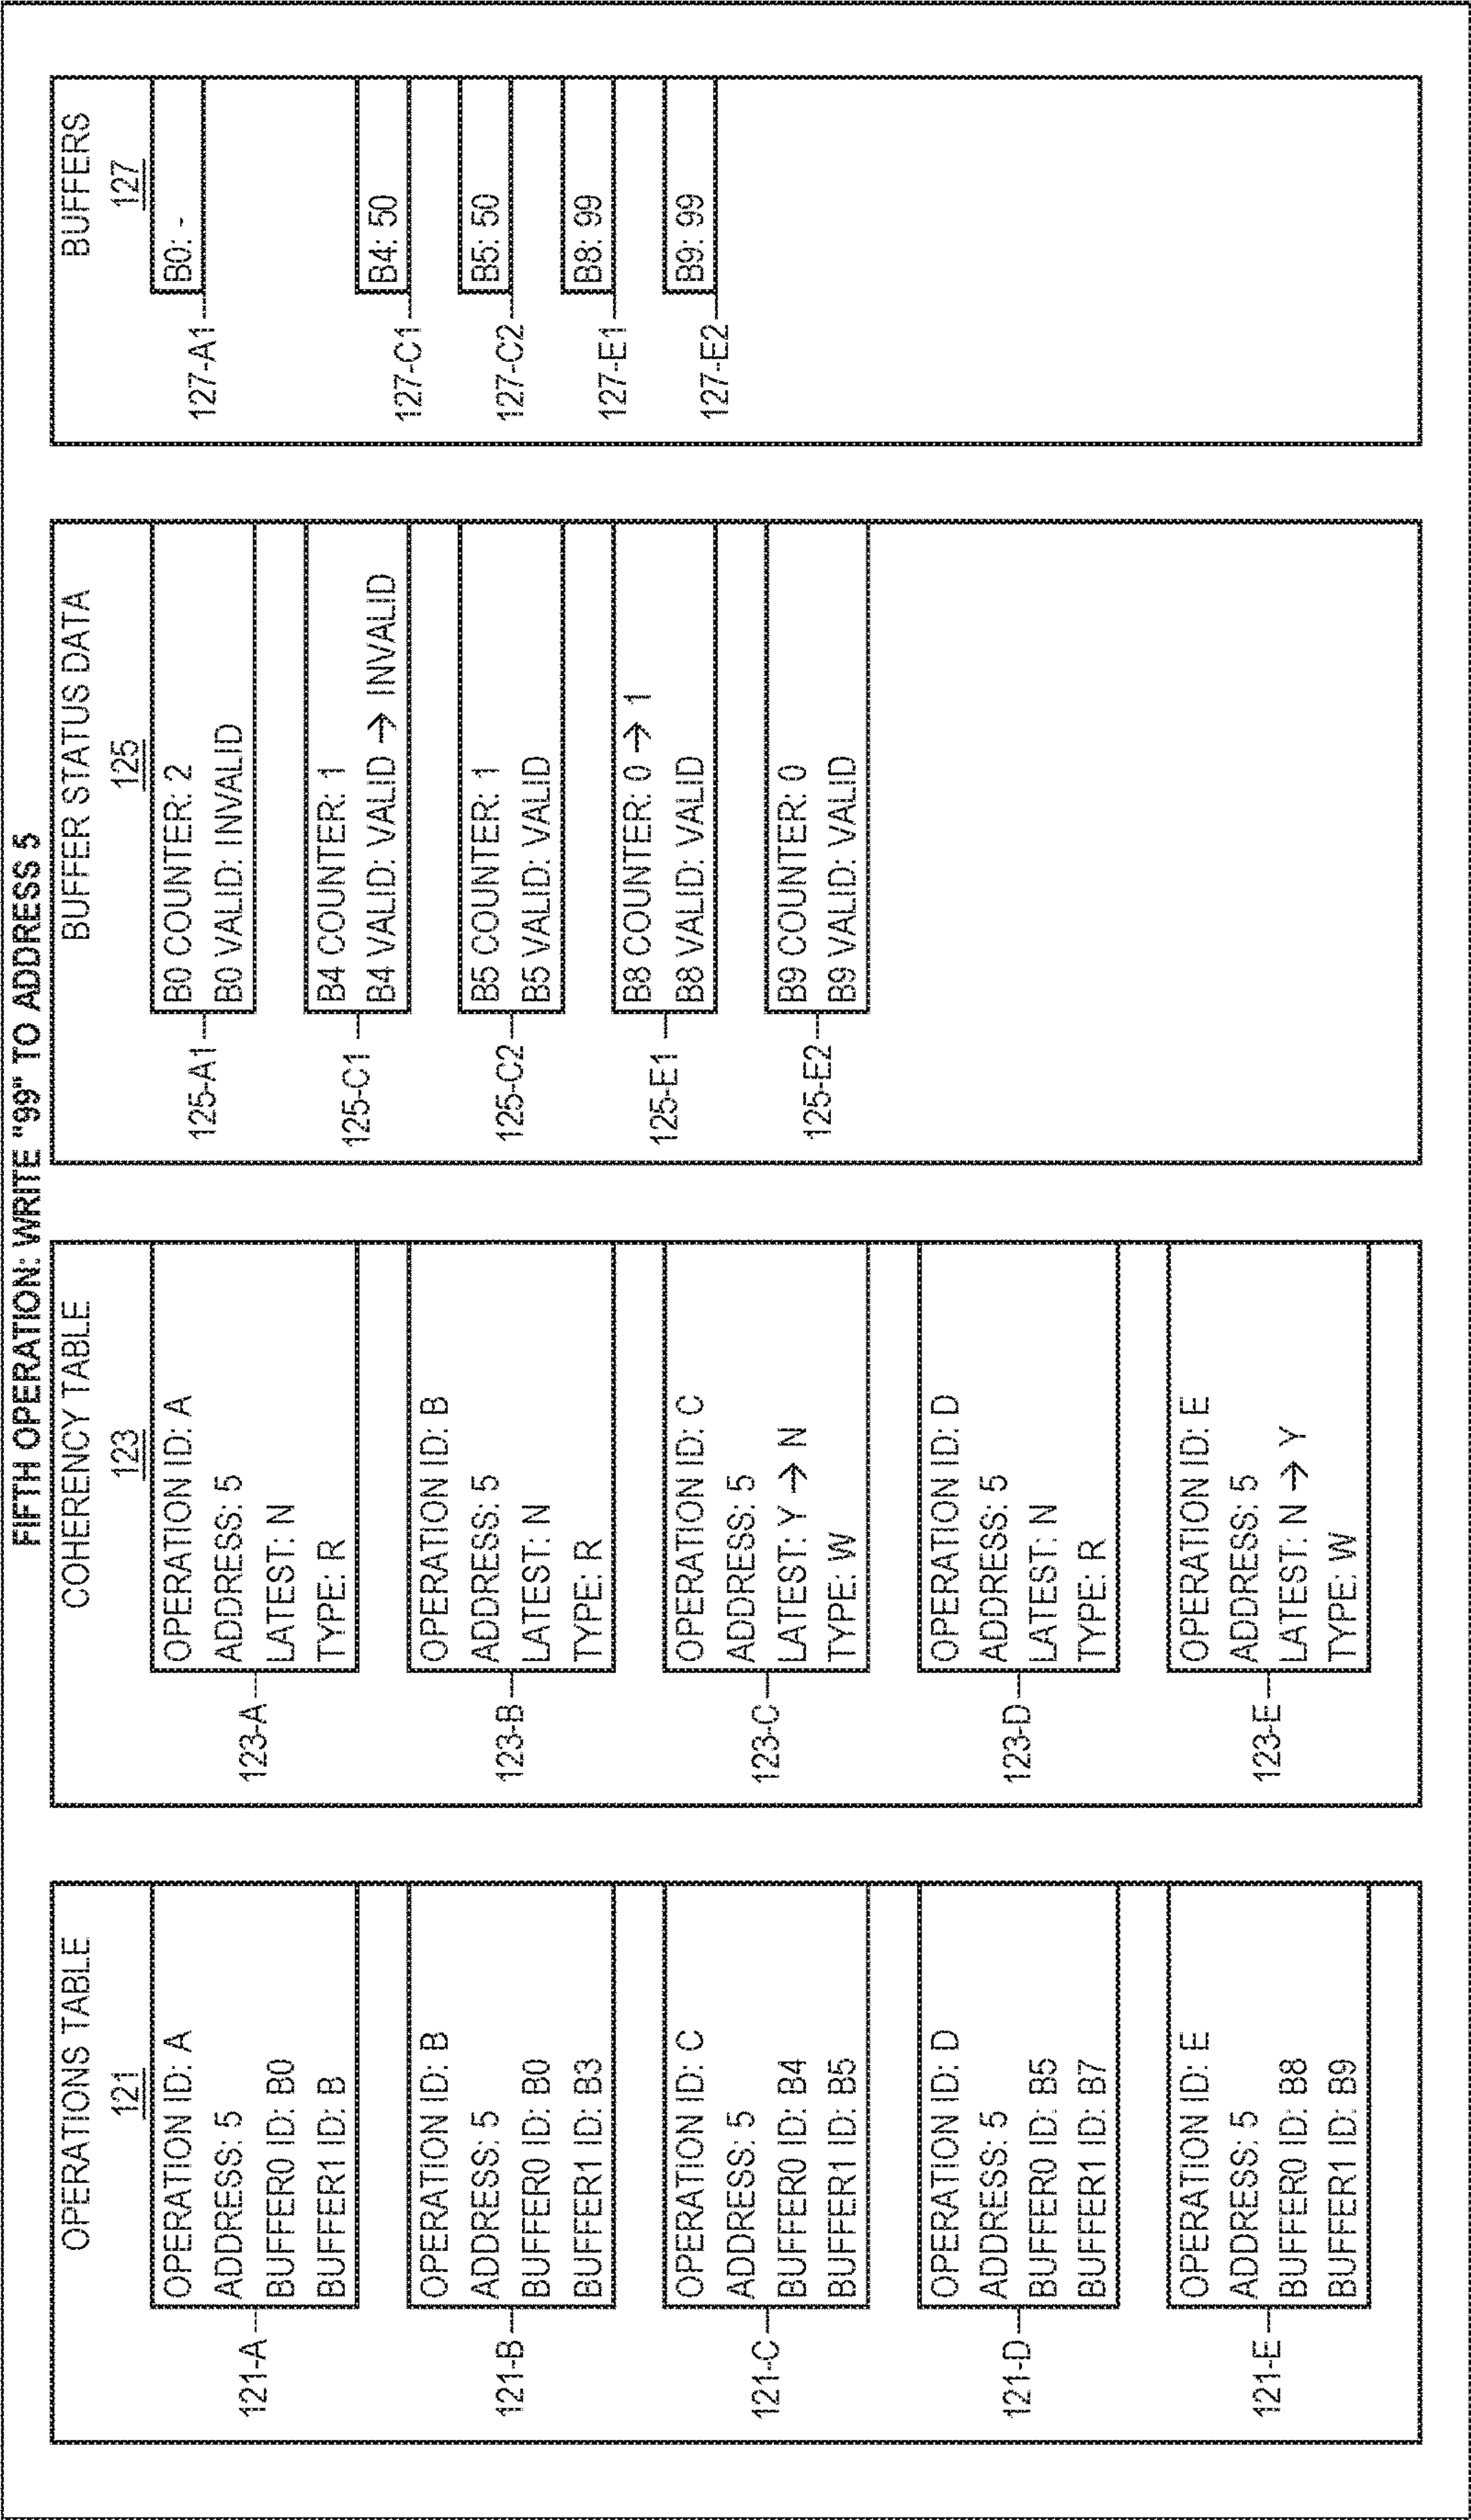 FIFTH OPERATION: WRITE "99" TO ADDRESS 5
OPERATIONS TABLE
121
121-A
OPERATION ID: A
ADDRESS: 5
BUFFER0 ID: B0
BUFFER1 ID: B
121-B
OPERATION ID: B
ADDRESS: 5
BUFFER0 ID: B0
BUFFER1 ID: B3
121-C
OPERATION ID: C
ADDRESS: 5
BUFFER0 ID: B4
BUFFER1 ID: B5
121-D
OPERATION ID: D
ADDRESS: 5
BUFFER0 ID: B5
BUFFER1 ID: B7
121-E
OPERATION ID: E
ADDRESS: 5
BUFFER0 ID: B8
BUFFER1 ID: B9
COHERENCY TABLE
123
123-A
OPERATION ID: A
ADDRESS: 5
LATEST: N
TYPE: R
123-B
OPERATION ID: B
ADDRESS: 5
LATEST: N
TYPE: R
123-C
OPERATION ID: C
ADDRESS: 5
LATEST: Y → N
TYPE: W
123-D
OPERATION ID: D
ADDRESS: 5
LATEST: N
TYPE: R
123-E
OPERATION ID: E
ADDRESS: 5
LATEST: N → Y
TYPE: W
BUFFER STATUS DATA
125
125-A1
B0 COUNTER: 2
B0 VALID: INVALID
125-C1
B4 COUNTER: 1
B4 VALID: VALID → INVALID
125-C2
B5 COUNTER: 1
B5 VALID: VALID
125-E1
B8 COUNTER: 0 → 1
B8 VALID: VALID
125-E2
B9 COUNTER: 0
B9 VALID: VALID
BUFFERS
127
127-A1
B0: -
127-C1
B4: 50
127-C2
B5: 50
127-E1
B8: 99
127-E2
B9: 99